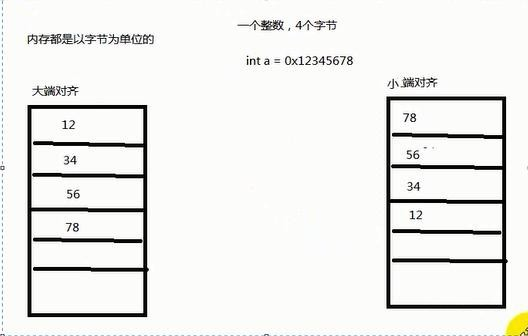 一个整数，4个字节
内存都是以字节为单位的
int a = 0x12345678
大端对齐
12
34
56
78
小端对齐
78
56
34
12